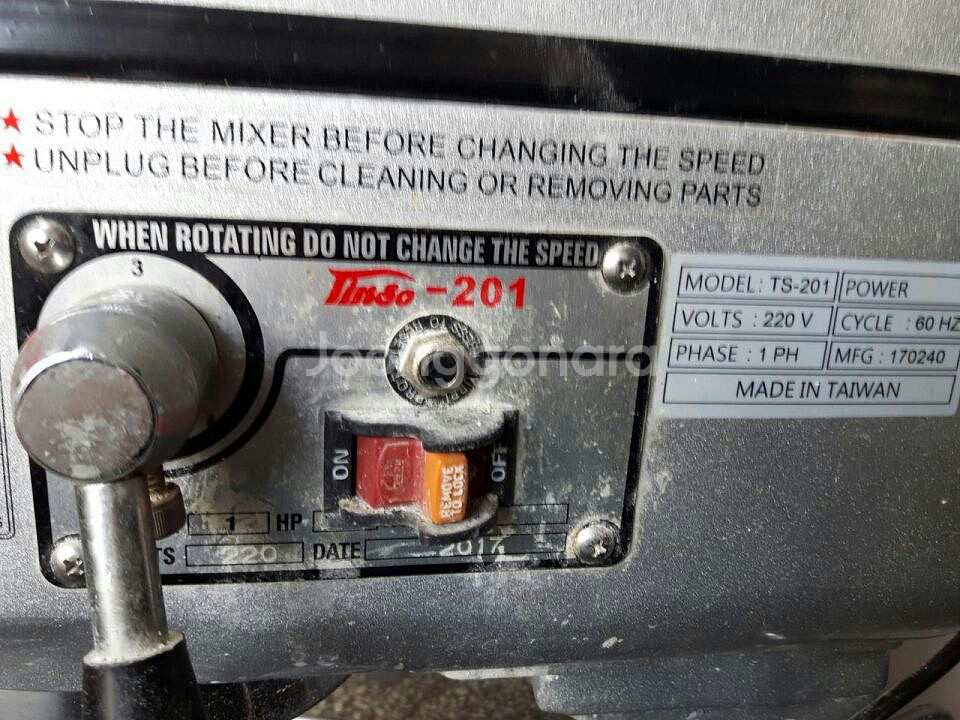 ★ STOP THE MIXER BEFORE CHANGING THE SPEED
★ UNPLUG BEFORE CLEANING OR REMOVING PARTS
WHEN ROTATING DO NOT CHANGE THE SPEED
3
Tinso -201
MODEL : TS-201 POWER
VOLTS : 220 V CYCLE : 60 HZ
PHASE : 1 PH MFG : 170240
MADE IN TAIWAN
Joonggonara
ON
REMOVE TO LOCK
OFF
1 HP
TS 220 DATE 2017